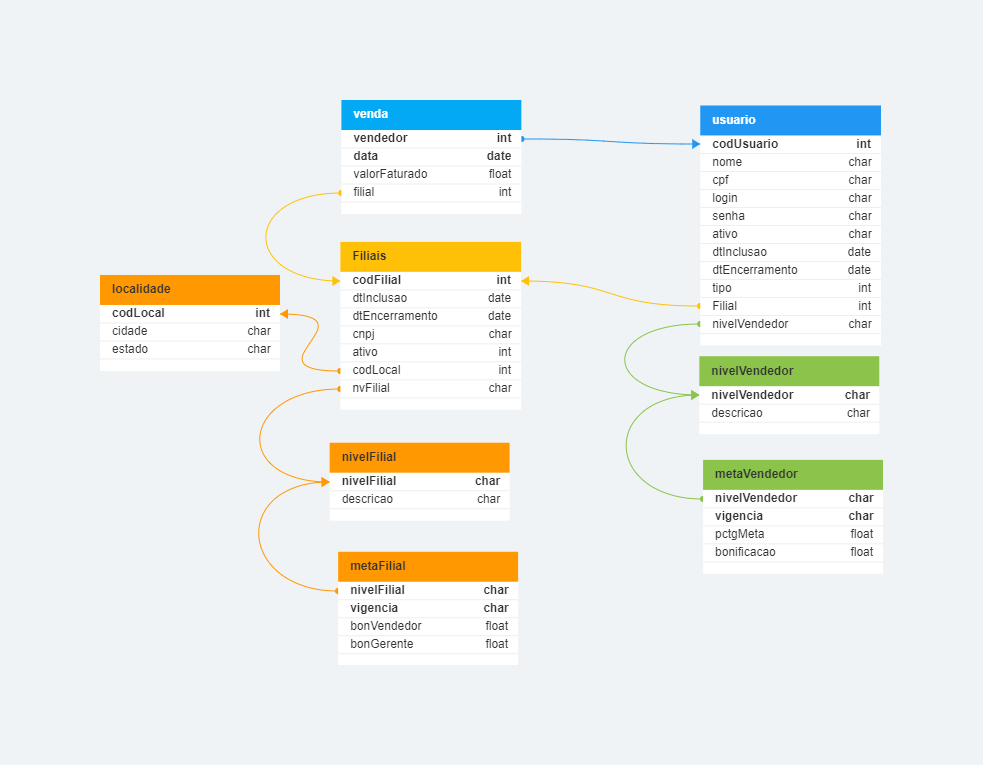 venda
vendedor int
data date
valorFaturado float
filial int
usuario
codUsuario int
nome char
cpf char
login char
senha char
ativo char
dtInclusao date
dtEncerramento date
tipo int
Filial int
nivelVendedor char
Filiais
codFilial int
dtInclusao date
dtEncerramento date
cnpj char
ativo int
codLocal int
nvFilial char
localidade
codLocal int
cidade char
estado char
nivelVendedor
nivelVendedor char
descricao char
nivelFilial
nivelFilial char
descricao char
metaVendedor
nivelVendedor char
vigencia char
pctgMeta float
bonificacao float
metaFilial
nivelFilial char
vigencia char
bonVendedor float
bonGerente float